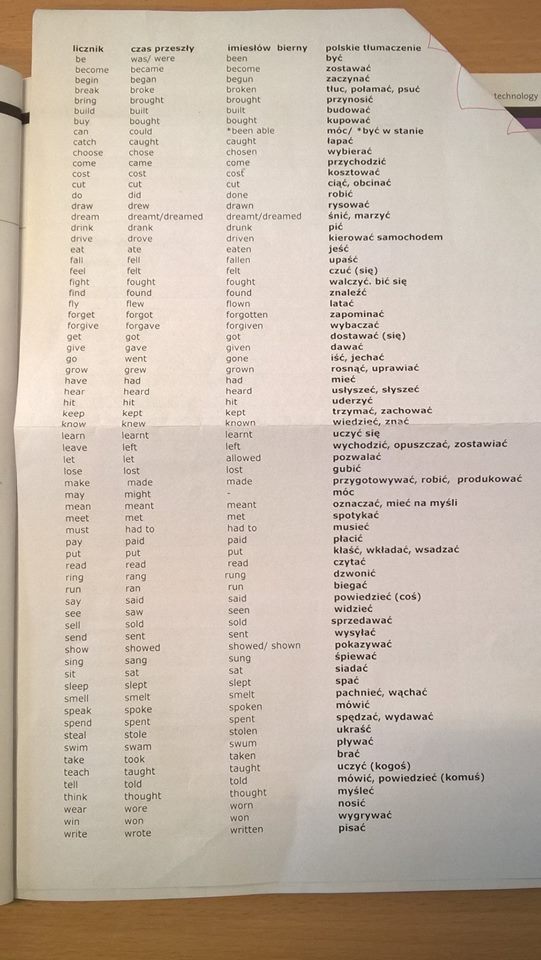 licznik czas przeszły imiesłów bierny polskie tłumaczenie
be was/ were been być
become became become zostawać
begin began begun zaczynać
break broke broken tłuc, połamać, psuć
bring brought brought przynosić
technology
build built built budować
buy bought bought kupować
can could *been able móc/ *być w stanie
catch caught caught łapać
choose chose chosen wybierać
come came come przychodzić
cost cost cost kosztować
cut cut cut ciąć, obcinać
do did done robić
draw drew drawn rysować
dream dreamt/dreamed dreamt/dreamed śnić, marzyć
drink drank drunk pić
drive drove driven kierować samochodem
eat ate eaten jeść
fall fell fallen upaść
feel felt felt czuć (się)
fight fought fought walczyć. bić się
find found found znaleźć
fly flew flown latać
forget forgot forgotten zapominać
forgive forgave forgiven wybaczać
get got got dostawać (się)
give gave given dawać
go went gone iść, jechać
grow grew grown rosnąć, uprawiać
have had had mieć
hear heard heard usłyszeć, słyszeć
hit hit hit uderzyć
keep kept kept trzymać, zachować
know knew known wiedzieć, znać
learn learnt learnt uczyć się
leave left left wychodzić, opuszczać, zostawiać
let let allowed pozwalać
lose lost lost gubić
make made made przygotowywać, robić, produkować
may might - móc
mean meant meant oznaczać, mieć na myśli
meet met met spotykać
must had to had to musieć
pay paid paid płacić
put put put kłaść, wkładać, wsadzać
read read read czytać
ring rang rung dzwonić
run ran run biegać
say said said powiedzieć (coś)
see saw seen widzieć
sell sold sold sprzedawać
send sent sent wysyłać
show showed showed/ shown pokazywać
sing sang sung śpiewać
sit sat sat siadać
sleep slept slept spać
smell smelt smelt pachnieć, wąchać
speak spoke spoken mówić
spend spent spent spędzać, wydawać
steal stole stolen ukraść
swim swam swum pływać
take took taken brać
teach taught taught uczyć (kogoś)
tell told told mówić, powiedzieć (komuś)
think thought thought myśleć
wear wore worn nosić
win won won wygrywać
write wrote written pisać